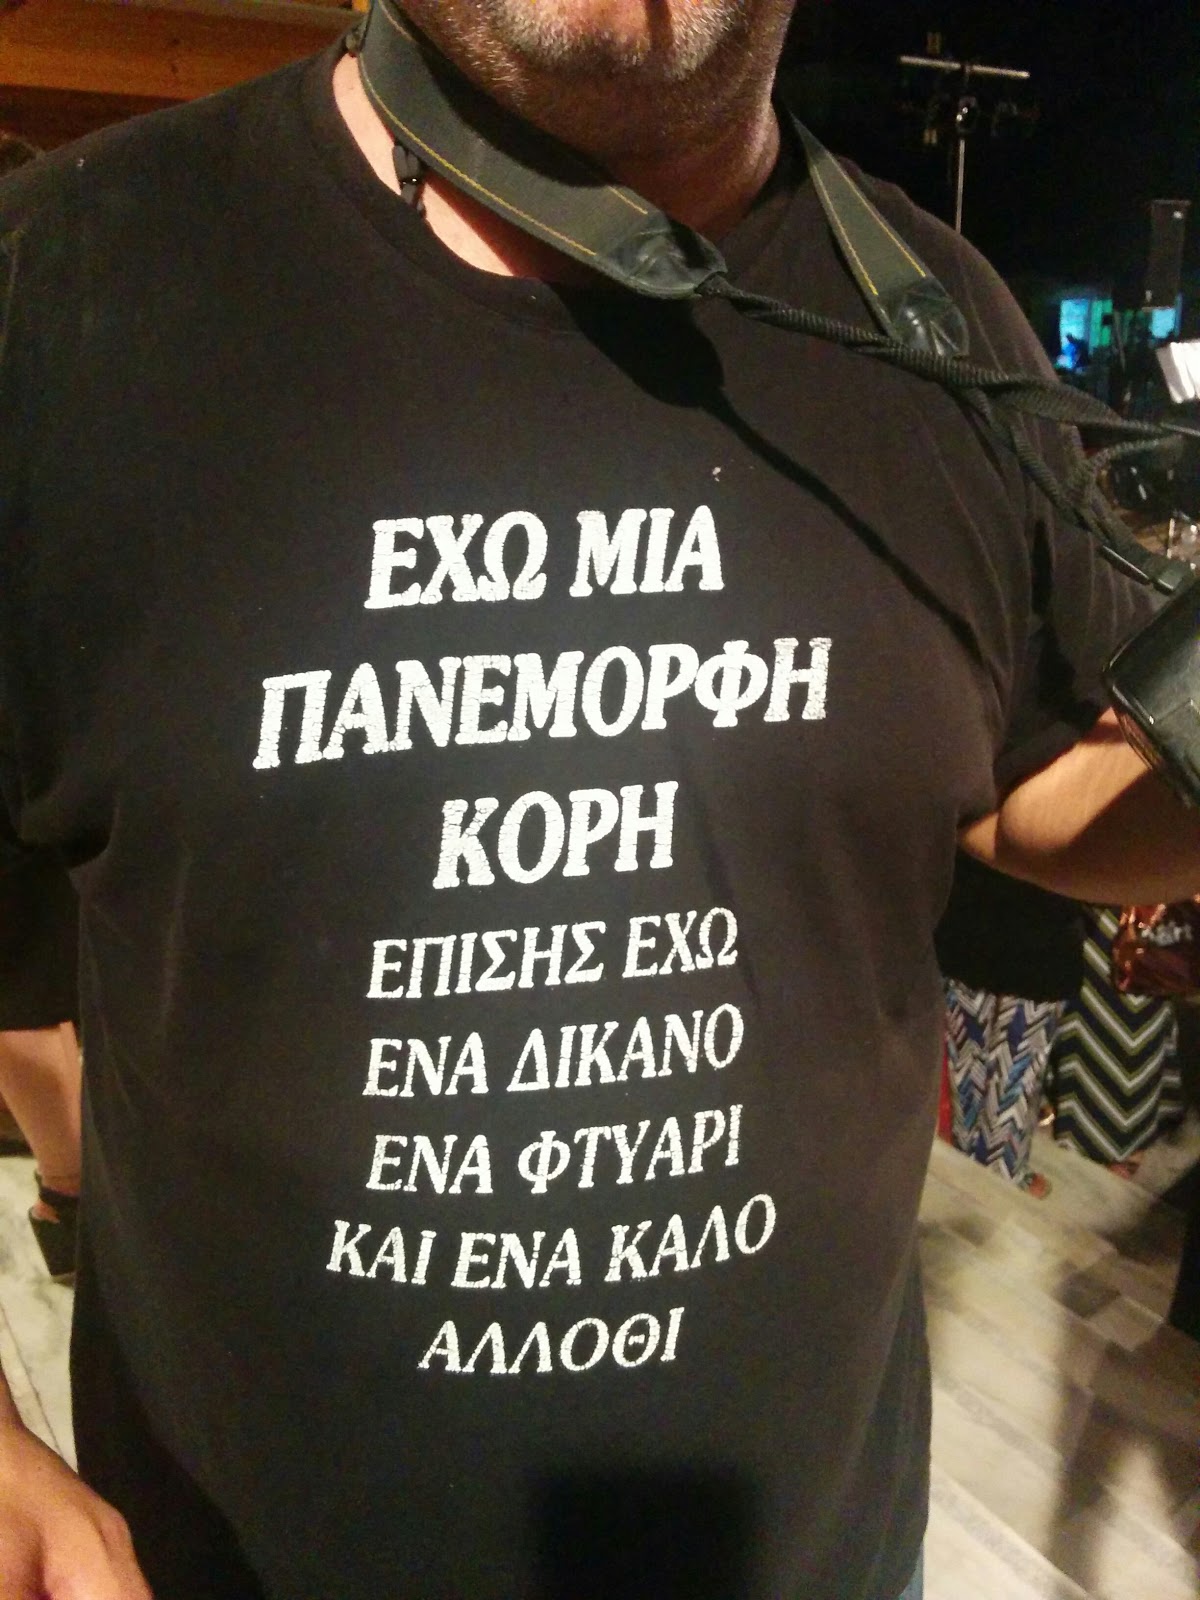 ΕΧΩ ΜΙΑ
ΠΑΝΕΜΟΡΦΗ
ΚΟΡΗ
ΕΠΙΣΗΣ ΕΧΩ
ΕΝΑ ΔΙΚΑΝΟ
ΕΝΑ ΦΤΥΑΡΙ
ΚΑΙ ΕΝΑ ΚΑΛΟ
ΑΛΛΟΘΙ